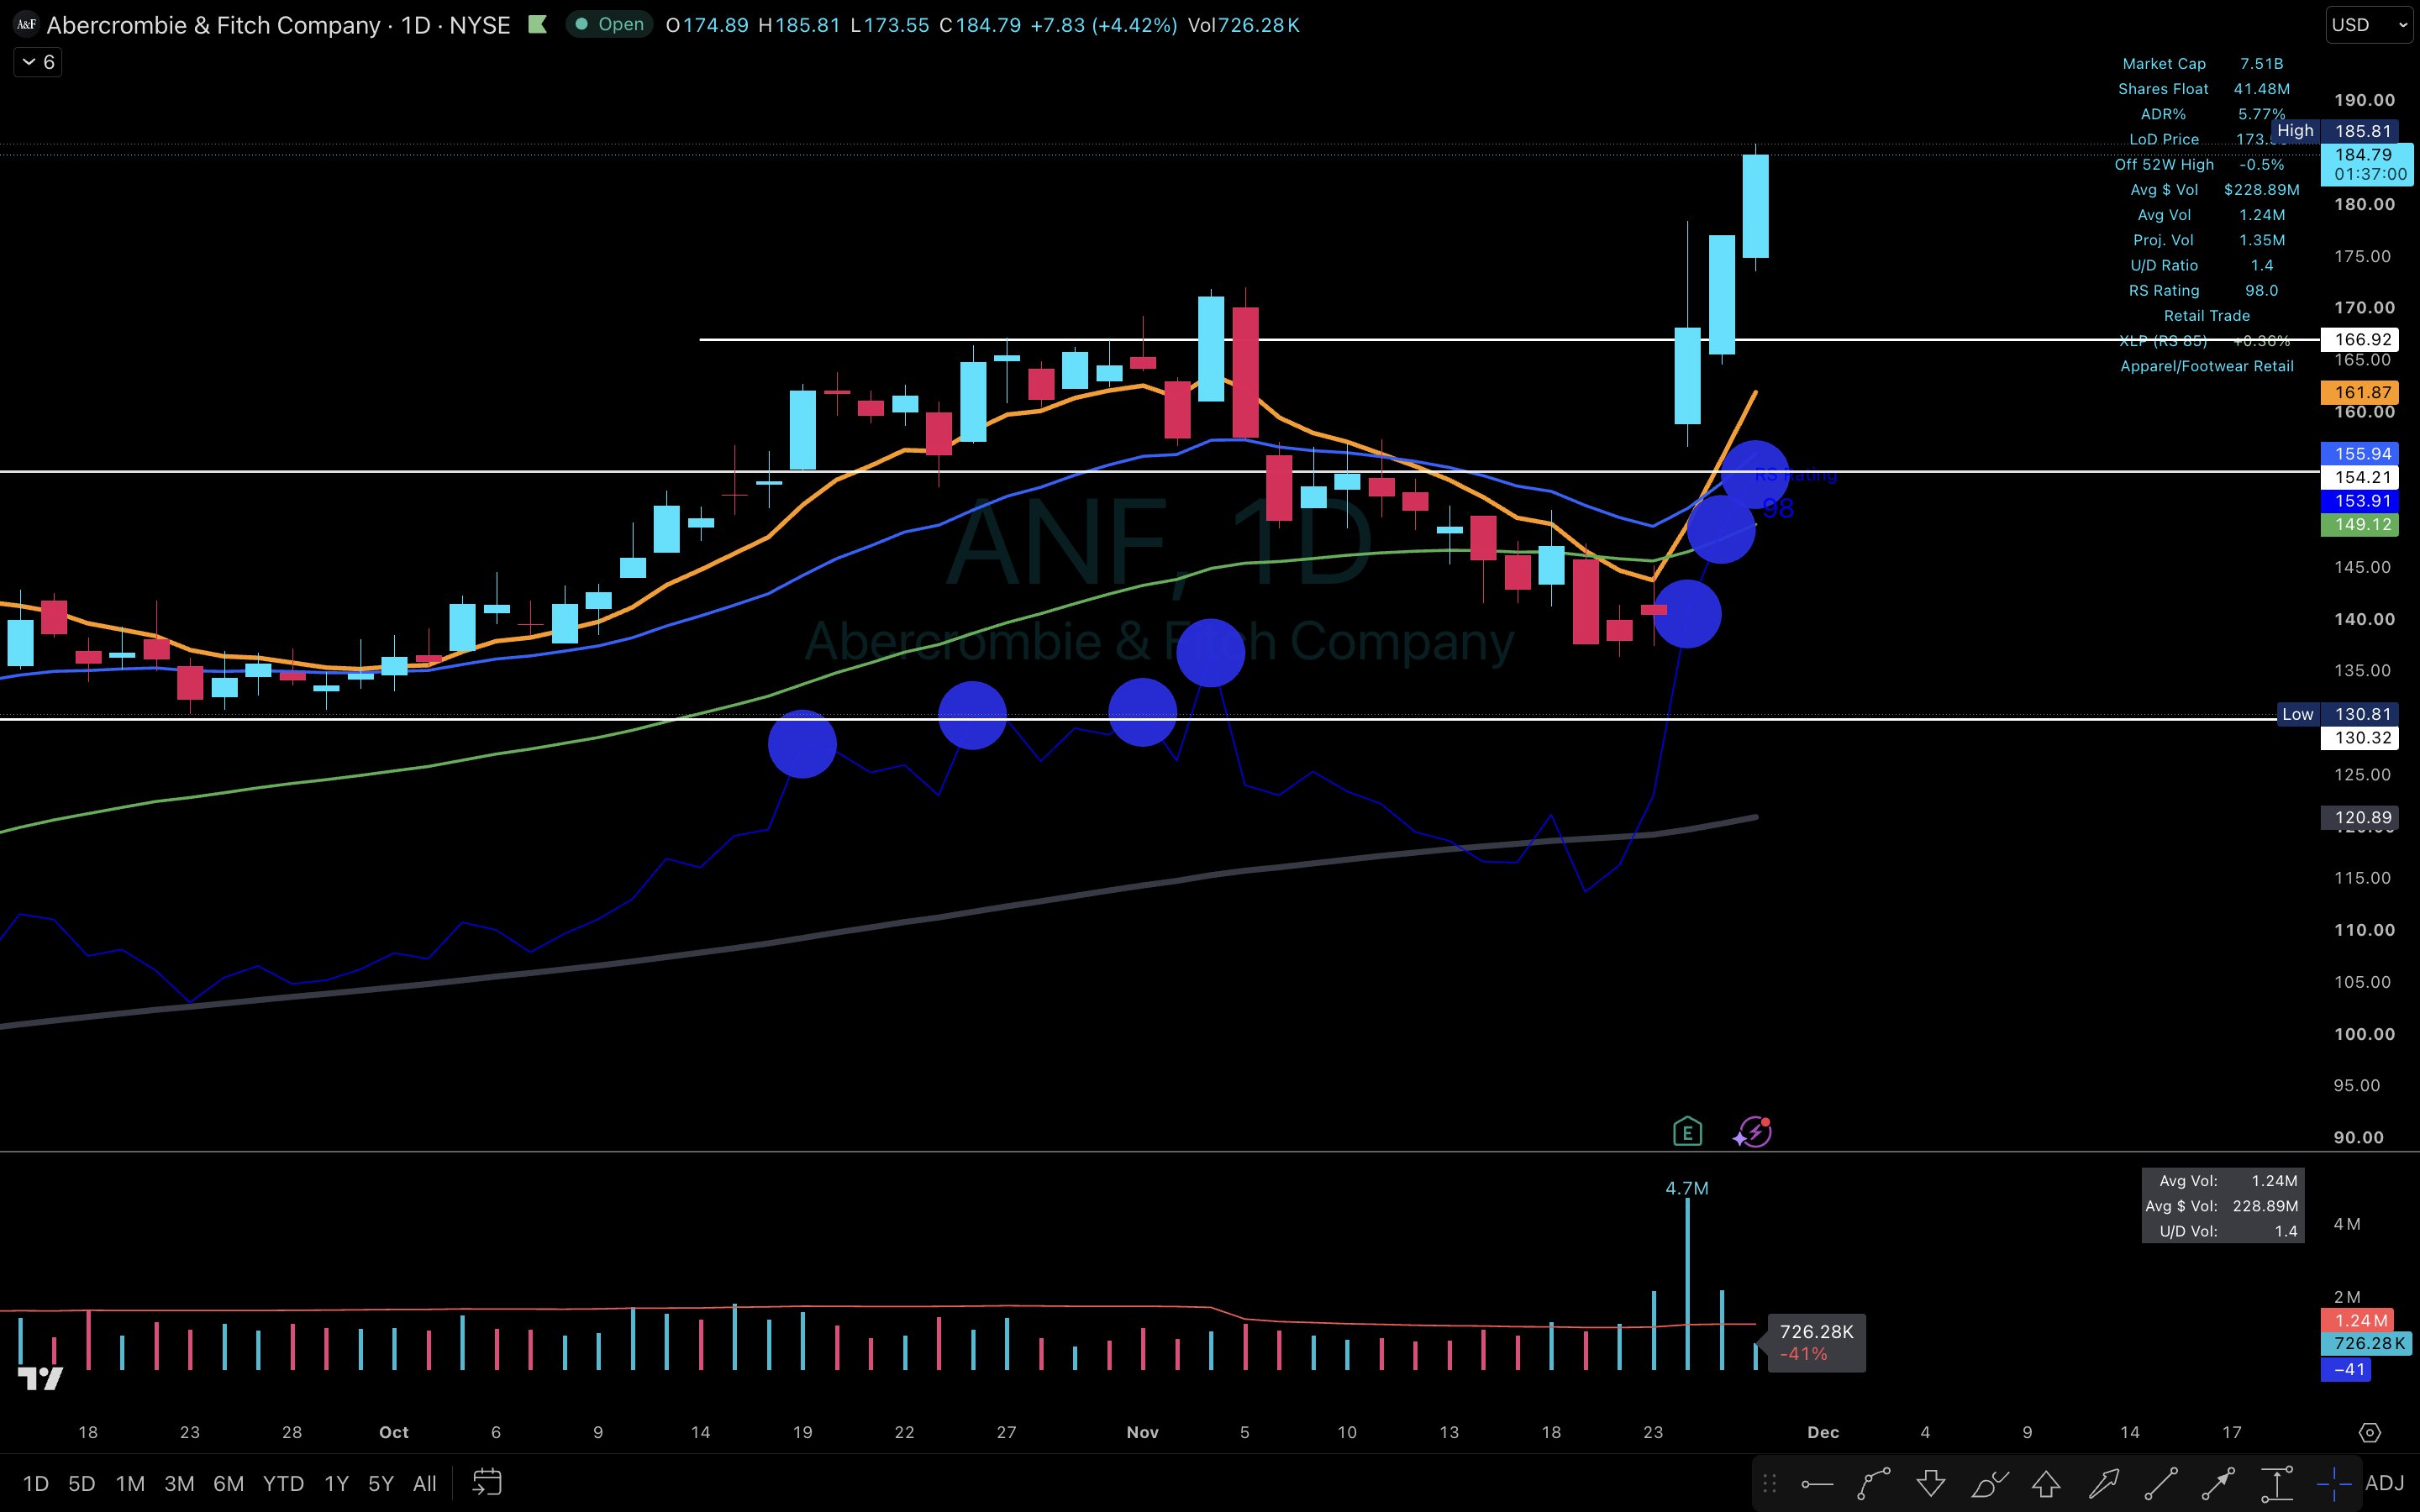 A&F Abercrombie & Fitch Company · 1D · NYSE Open O174.89 H185.81 L173.55 C184.79 +7.83 (+4.42%) Vol726.28K USD
6
Market Cap 7.51B
Shares Float 41.48M
190.00
ADR% 5.77%
High 185.81
LoD Price 173.
184.79
Off 52W High -0.5%
01:37:00
Avg $ Vol $228.89M
180.00
Avg Vol 1.24M
Proj. Vol 1.35M
175.00
U/D Ratio 1.4
RS Rating 98.0
170.00
Retail Trade
XLP (RS 85) +0.36%
166.92
165.00
Apparel/Footwear Retail
161.87
160.00
155.94
RS Rating
154.21
153.91
98
149.12
ANF, 1D
145.00
140.00
Abercrombie & Fitch Company
135.00
Low 130.81
130.32
125.00
120.89
115.00
110.00
105.00
100.00
95.00
E
90.00
4.7M
Avg Vol: 1.24M
Avg $ Vol: 228.89M
4M
U/D Vol: 1.4
2M
1.24M
726.28K
-41%
726.28K
−41
18 23 28 Oct 6 9 14 19 22 27 Nov 5 10 13 18 23 Dec 4 9 14 17
1D 5D 1M 3M 6M YTD 1Y 5Y All ADJ